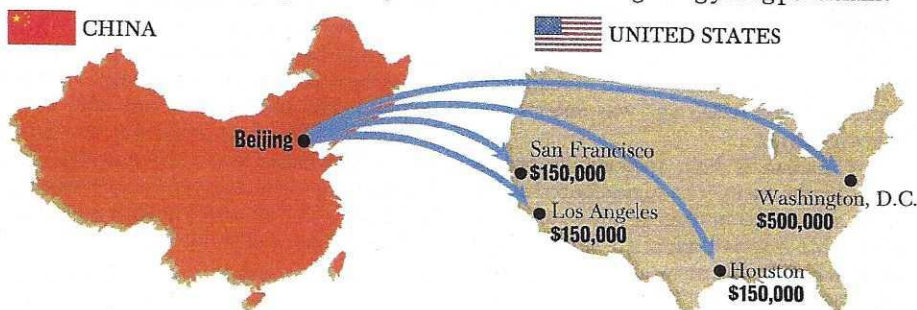 CHINA
UNITED STATES
Beijing
San Francisco
$150,000
Los Angeles
$150,000
Washington, D.C.
$500,000
Houston
$150,000